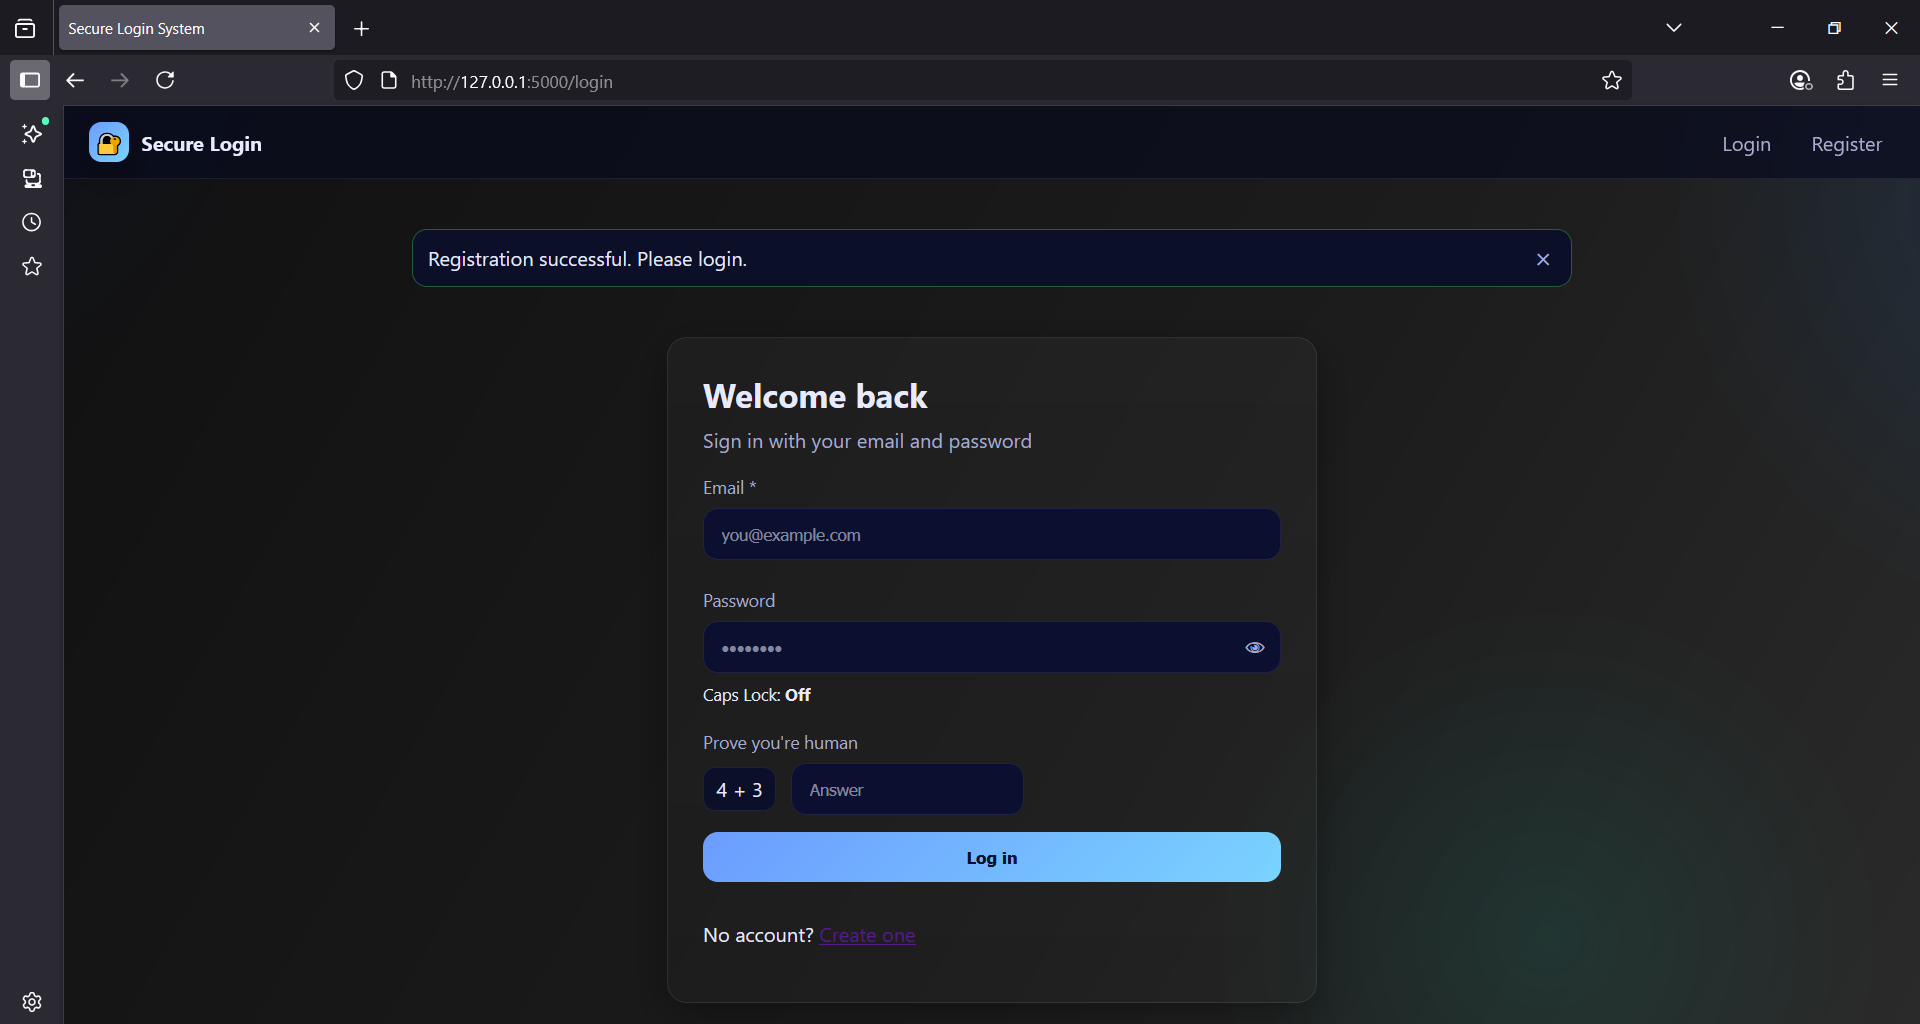 Secure Login System
http://127.0.0.1:5000/login
Secure Login
Login
Register
Registration successful. Please login.
Welcome back
Sign in with your email and password
Email *
you@example.com
Password
••••••••
Caps Lock: Off
Prove you're human
4 + 3
Answer
Log in
No account? Create one